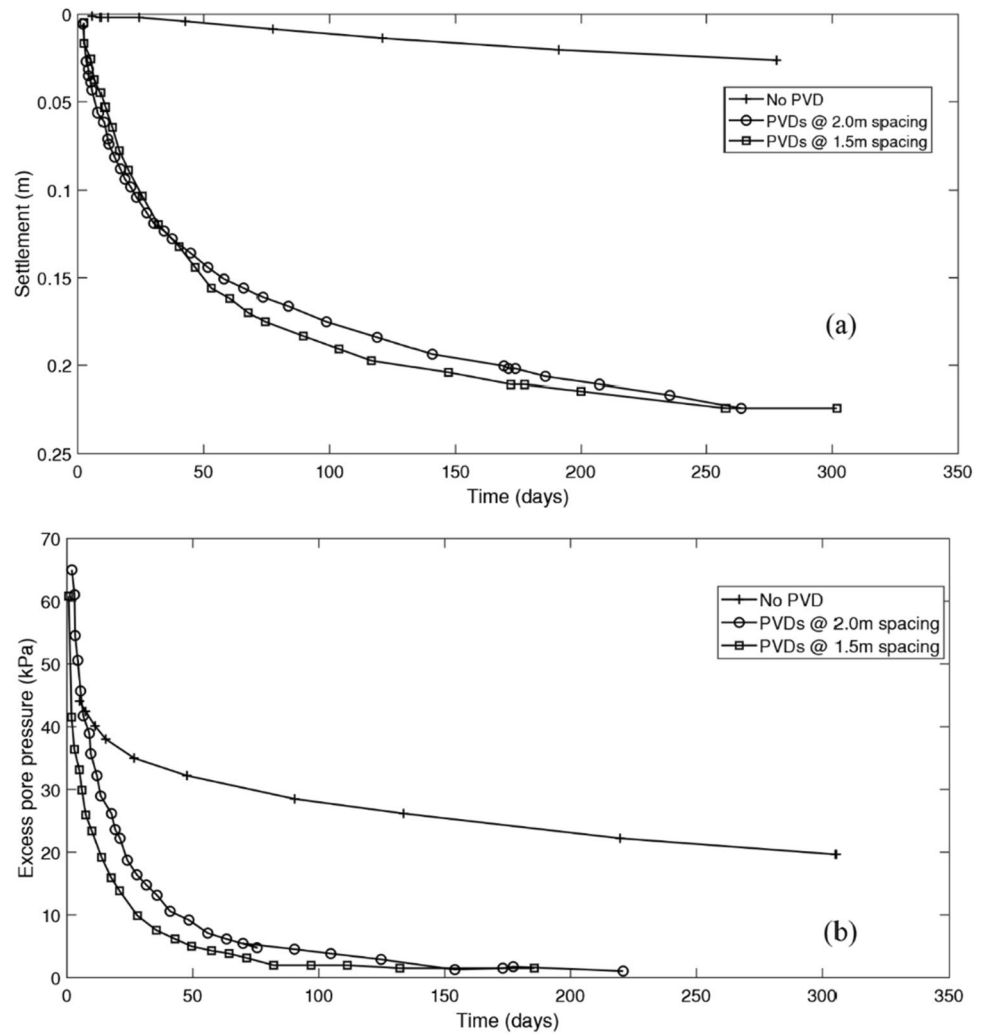 0
0.05
0.1
0.15
0.2
0.25
Settlement (m)
No PVD
PVDs @ 2.0m spacing
PVDs @ 1.5m spacing
(a)
0 50 100 150 200 250 300 350
Time (days)
70
60
50
40
30
20
10
0
Excess pore pressure (kPa)
No PVD
PVDs @ 2.0m spacing
PVDs @ 1.5m spacing
(b)
0 50 100 150 200 250 300 350
Time (days)